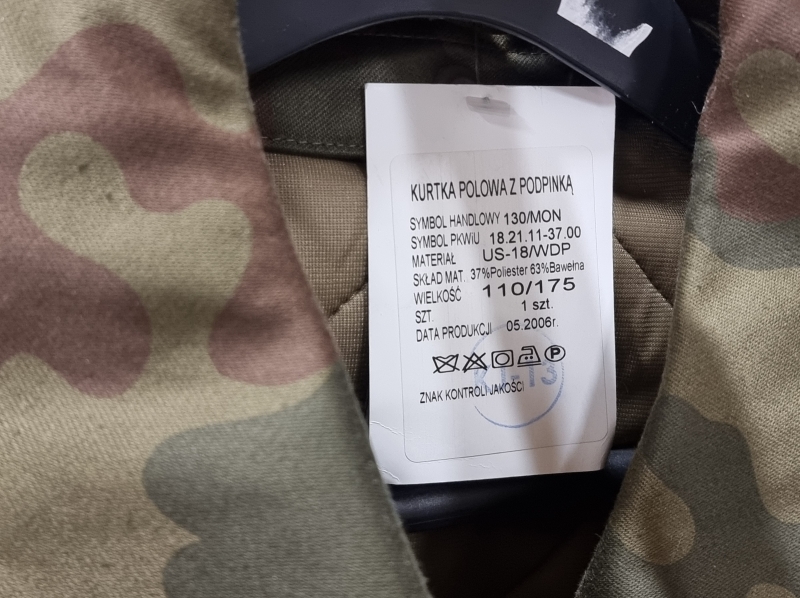 KURTKA POLOWA Z PODPINKĄ
SYMBOL HANDLOWY 130/MON
SYMBOL PKWiU 18.21.11-37.00
MATERIAŁ US-18/WDP
SKŁAD MAT. 37%Poliester 63%Bawełna
WIELKOŚĆ 110/175
SZT. 1 szt.
DATA PRODUKCJI 05.2006r.
P
ZNAK KONTROLI JAKOŚCI